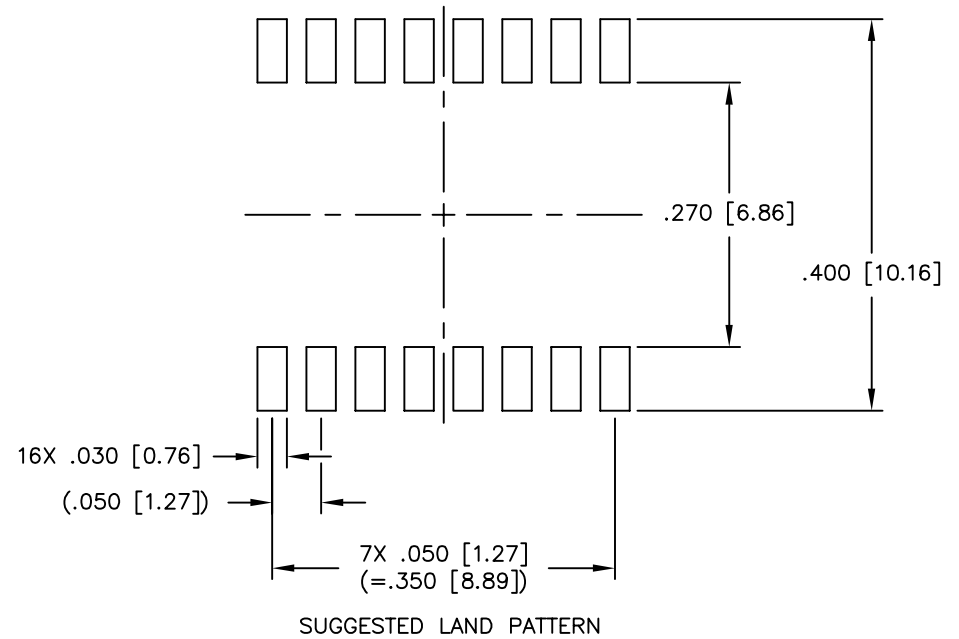 .270 [6.86]
.400 [10.16]
16X .030 [0.76]
(.050 [1.27])
7X .050 [1.27]
(=.350 [8.89])
SUGGESTED LAND PATTERN